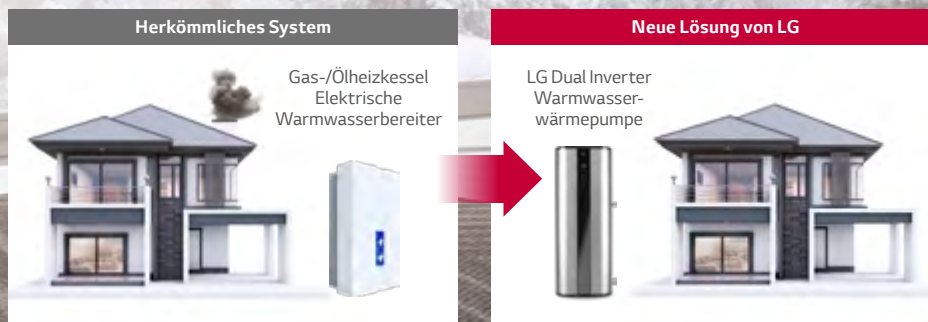 Herkömmliches System
Gas-/Ölheizkessel
Elektrische
Warmwasserbereiter
Neue Lösung von LG
LG Dual Inverter
Warmwasser-
wärmepumpe